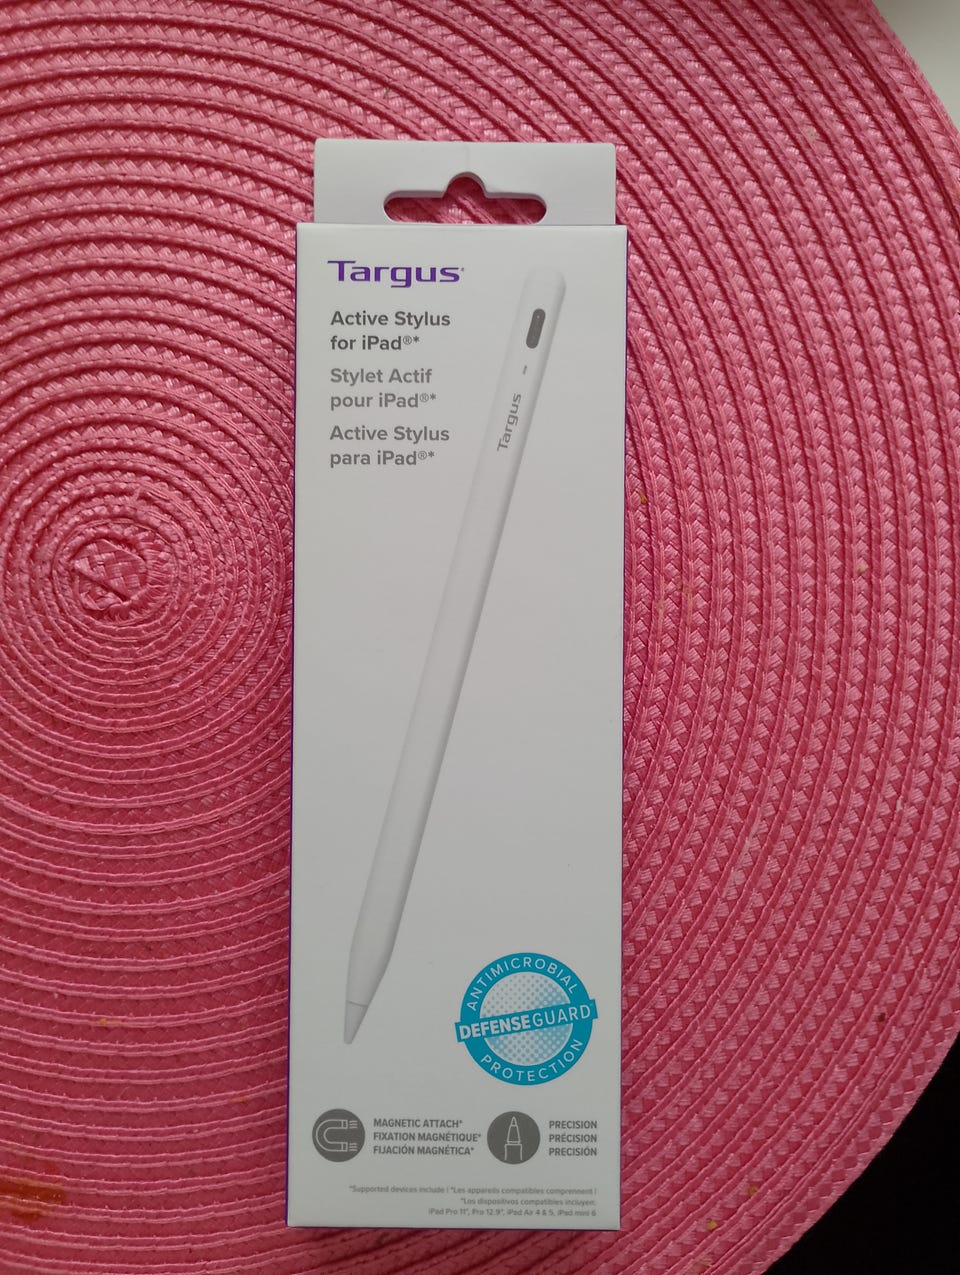 Targus®
Active Stylus
for iPad®*
Stylet Actif
pour iPad®*
Active Stylus
para iPad®*
Targus
ANTIMICROBIAL
DEFENSEGUARD
PROTECTION
MAGNETIC ATTACH*
FIXATION MAGNÉTIQUE*
FIJACIÓN MAGNÉTICA*
PRECISION
PRÉCISION
PRECISIÓN
*Supported devices include | *Les appareils compatibles comprennent |
*Los dispositivos compatibles incluyen:
iPad Pro 11", Pro 12.9", iPad Air 4 & 5, iPad mini 6